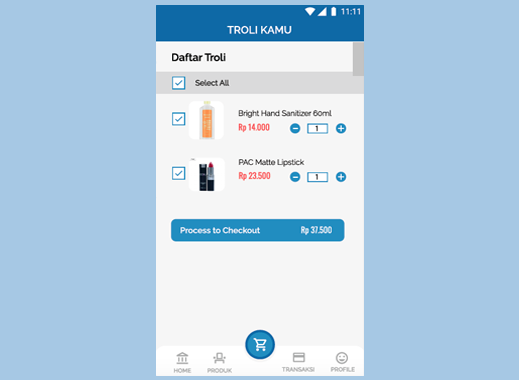 11:11
TROLI KAMU
Daftar Troli
Select All
Bright Hand Sanitizer 60ml
Rp 14.000
1
PAC Matte Lipstick
Rp 23.500
1
Process to Checkout Rp 37.500
HOME PRODUK TRANSAKSI PROFILE